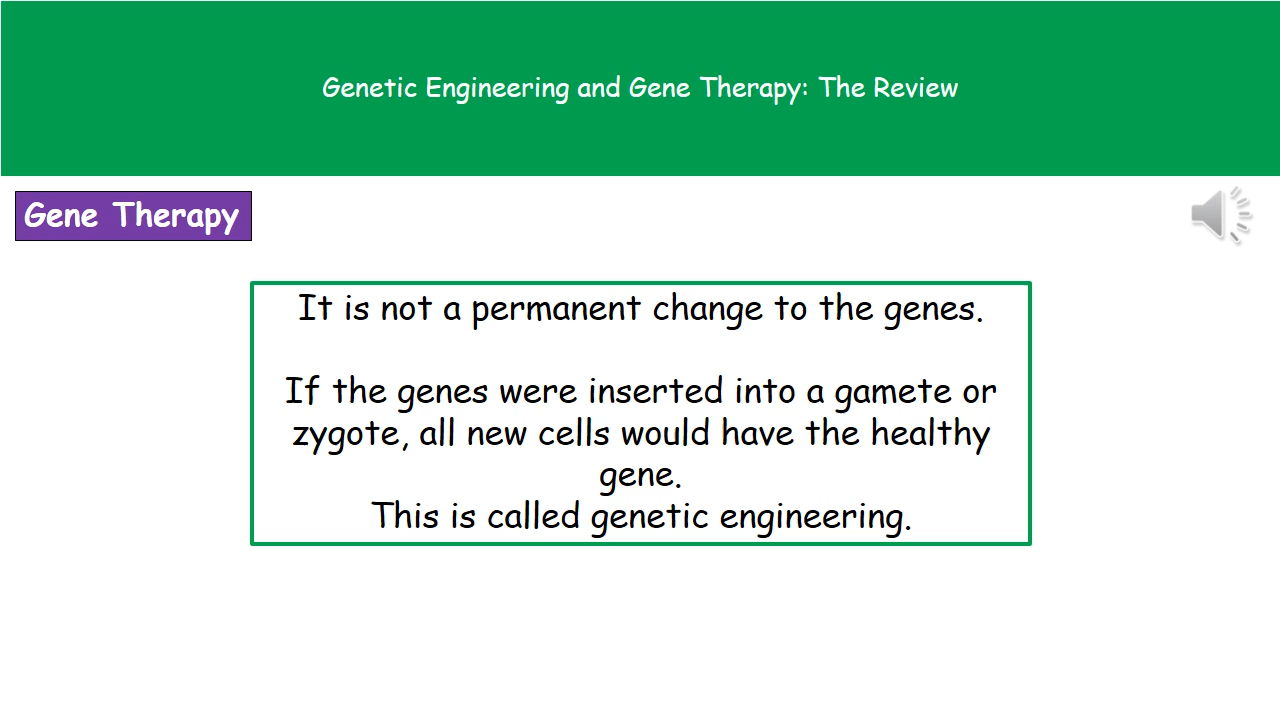 Genetic Engineering and Gene Therapy: The Review
Gene Therapy
It is not a permanent change to the genes.
If the genes were inserted into a gamete or
zygote, all new cells would have the healthy
gene.
This is called genetic engineering.